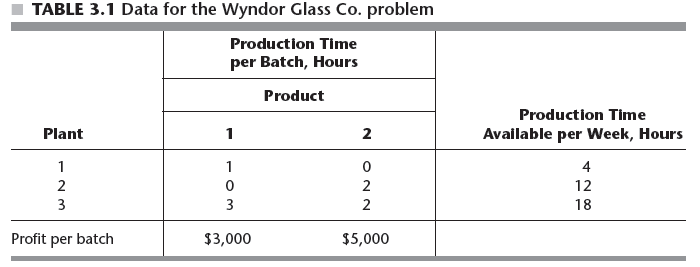 TABLE 3.1 Data for the Wyndor Glass Co. problem
Production Time
per Batch, Hours
Product
Production Time
Plant 1 2 Available per Week, Hours
1 1 0 4
2 0 2 12
3 3 2 18
Profit per batch $3,000 $5,000